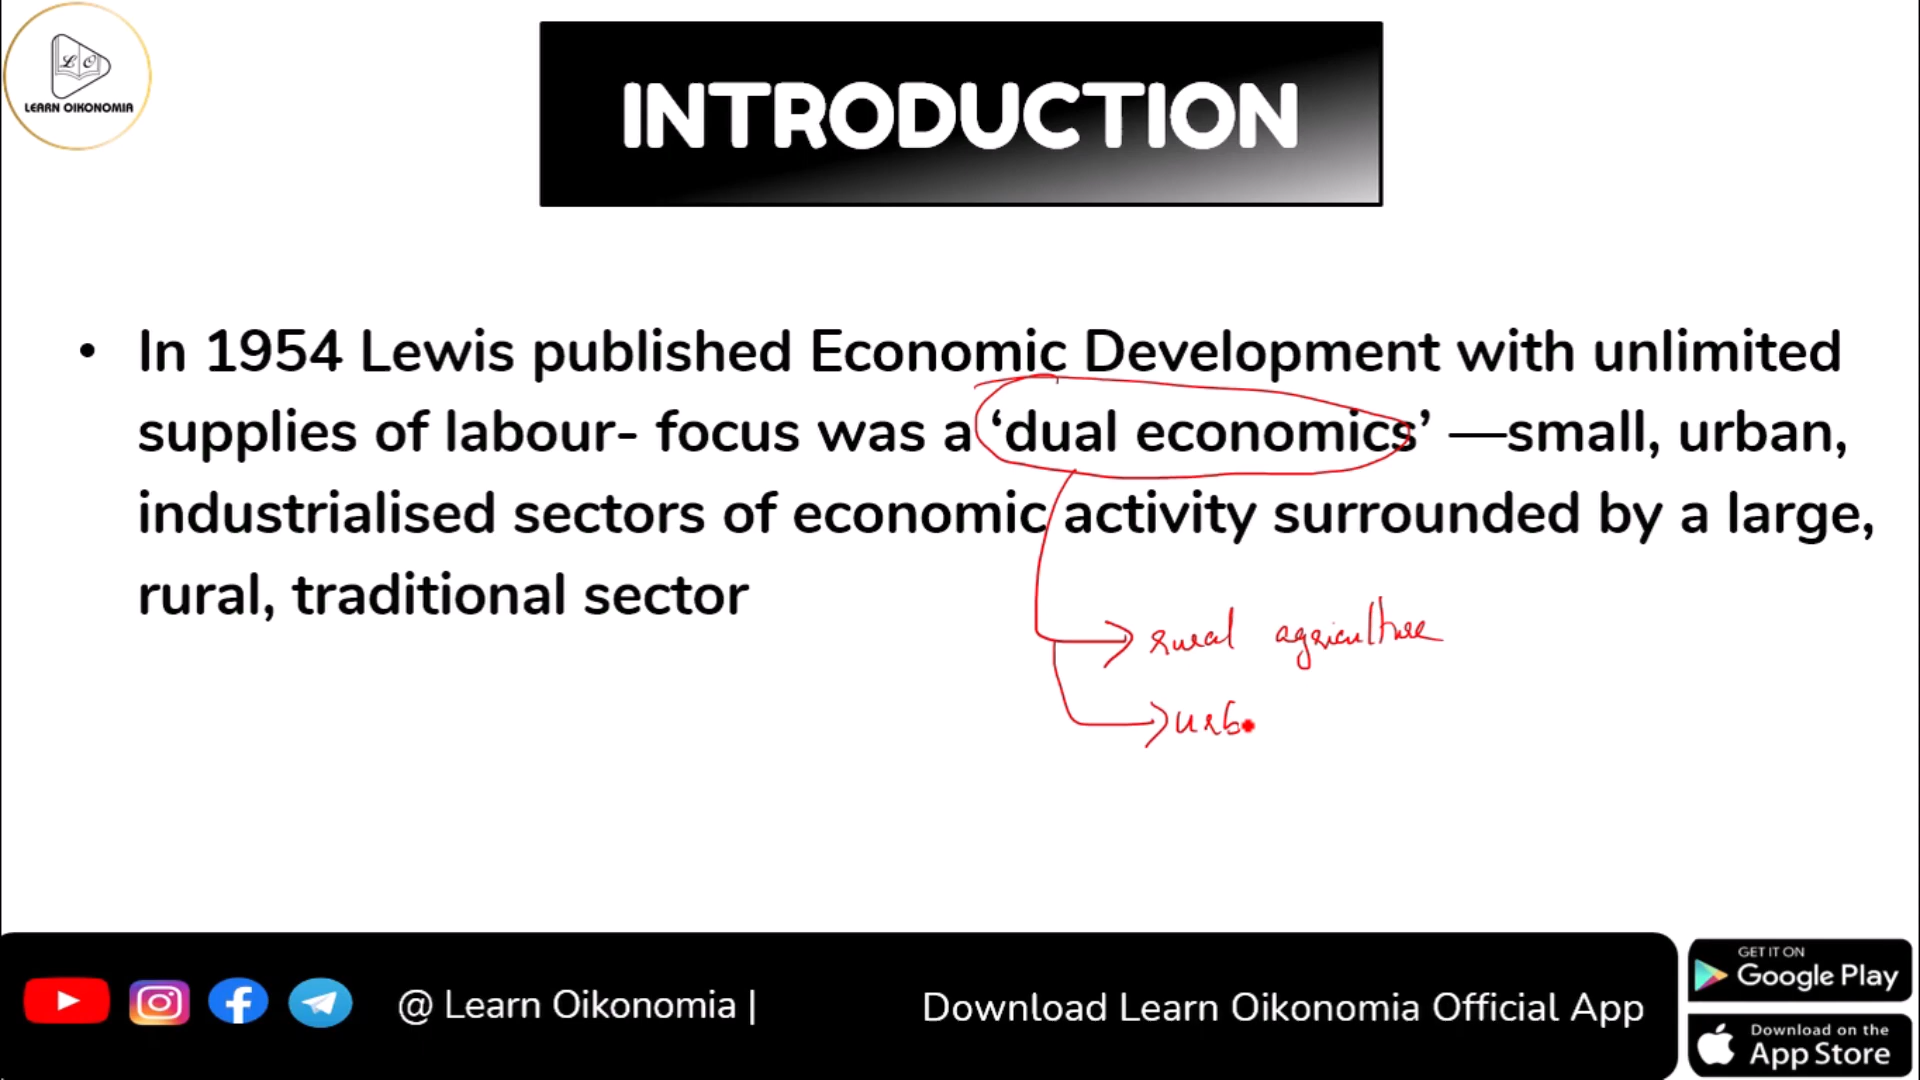 L O
LEARN OIKONOMIA
INTRODUCTION
• In 1954 Lewis published Economic Development with unlimited
supplies of labour- focus was a ‘dual economics’ —small, urban,
industrialised sectors of economic activity surrounded by a large,
rural, traditional sector
rural agriculture
urb
@ Learn Oikonomia |
Download Learn Oikonomia Official App
GET IT ON
Google Play
Download on the
App Store